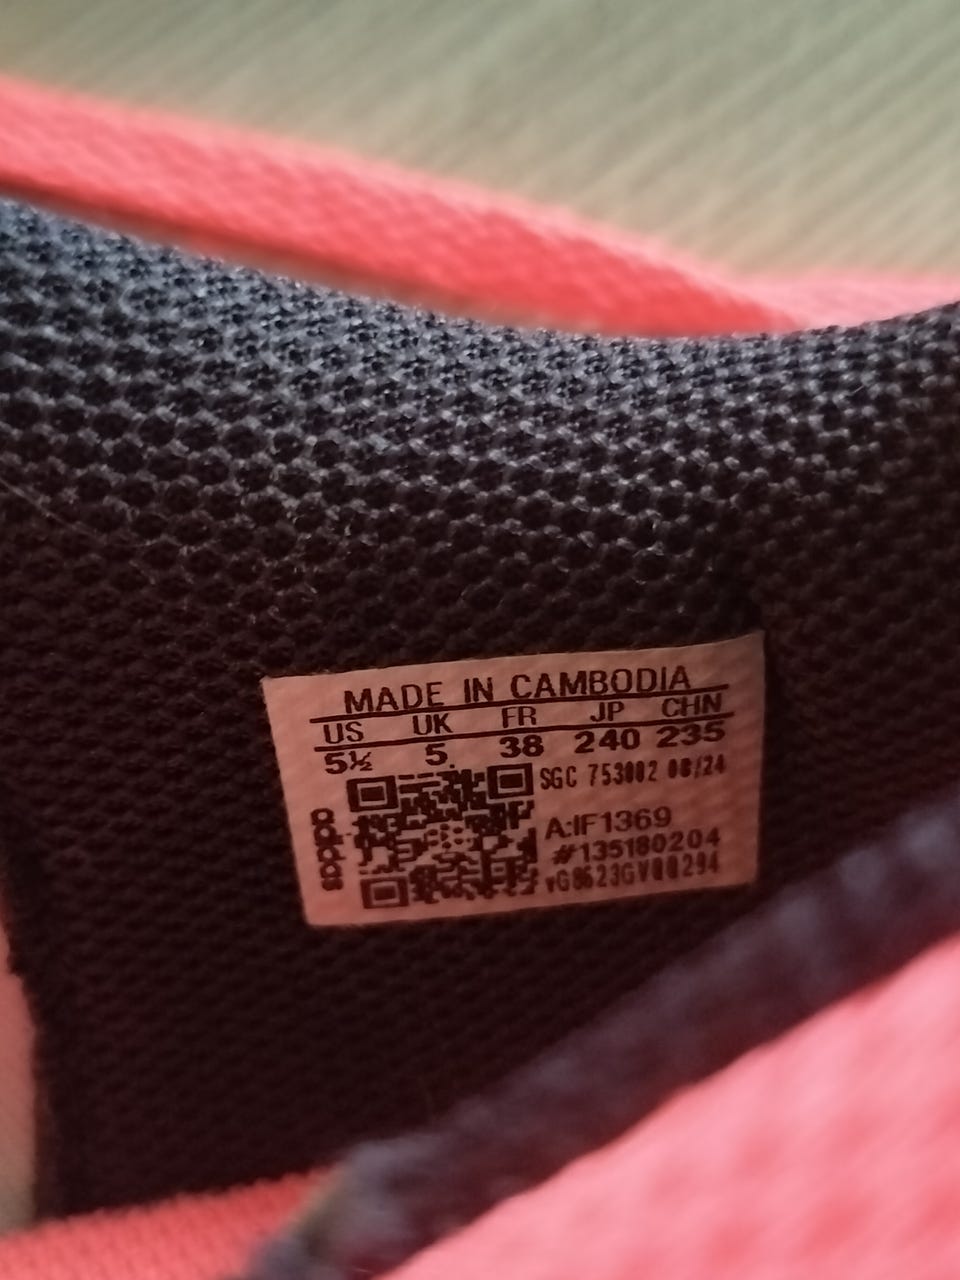 MADE IN CAMBODIA
US UK FR JP CHN
5½ 5 38 240 235
SGC 753002 08/24
adidas
A:IF1369
#135180204